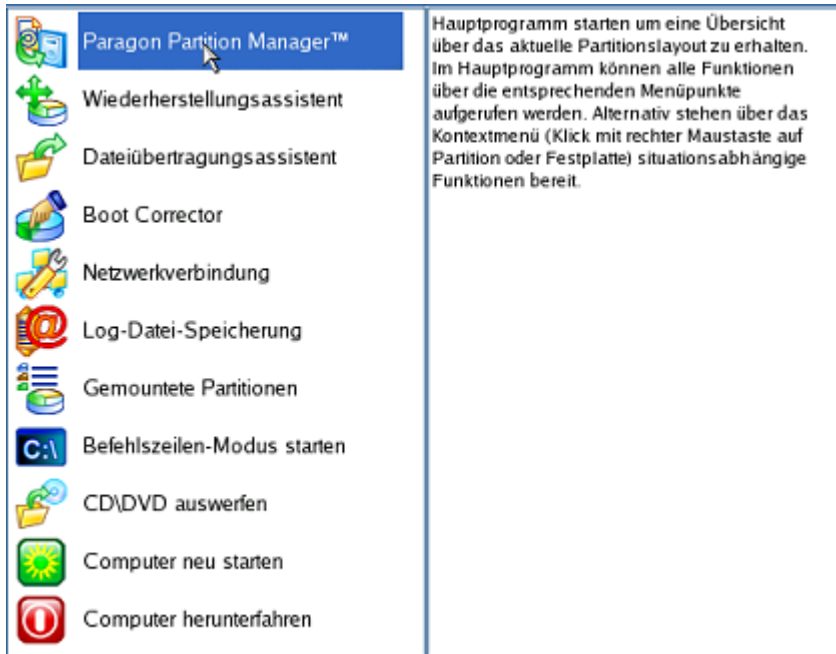 Paragon Partition Manager™
Wiederherstellungsassistent
Dateiübertragungsassistent
Boot Corrector
Netzwerkverbindung
Log-Datei-Speicherung
Gemountete Partitionen
C:\
Befehlszeilen-Modus starten
CD\DVD auswerfen
Computer neu starten
Computer herunterfahren
Hauptprogramm starten um eine Übersicht
über das aktuelle Partitionslayout zu erhalten.
Im Hauptprogramm können alle Funktionen
über die entsprechenden Menüpunkte
aufgerufen werden. Alternativ stehen über das
Kontextmenü (Klick mit rechter Maustaste auf
Partition oder Festplatte) situationsabhängige
Funktionen bereit.